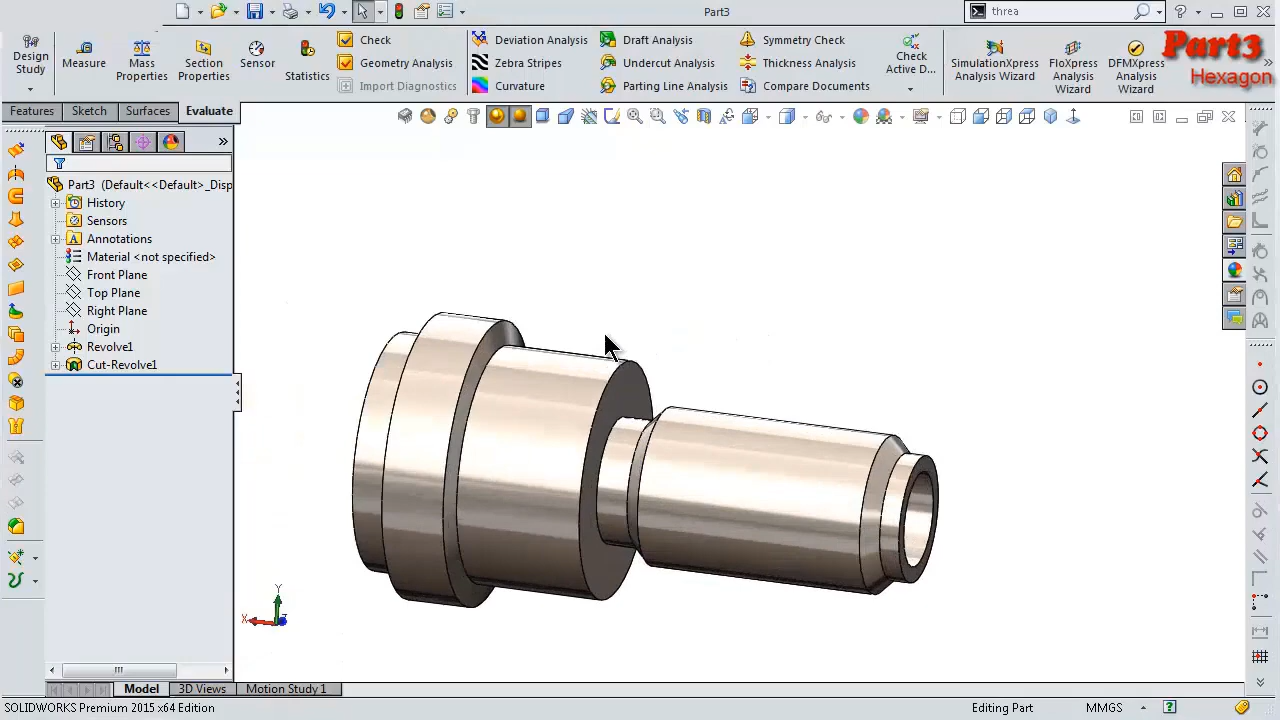 Part3
threa
Design Study
Measure
Mass Properties
Section Properties
Sensor
Statistics
Check
Geometry Analysis
Import Diagnostics
Deviation Analysis
Zebra Stripes
Curvature
Draft Analysis
Undercut Analysis
Parting Line Analysis
Symmetry Check
Thickness Analysis
Compare Documents
Check Active D...
SimulationXpress Analysis Wizard
FloXpress Analysis Wizard
DFMXpress Analysis Wizard
Part3
Hexagon
Features
Sketch
Surfaces
Evaluate
Part3 (Default<<Default>_Disp
History
Sensors
Annotations
Material <not specified>
Front Plane
Top Plane
Right Plane
Origin
Revolve1
Cut-Revolve1
Y
X
Z
Model
3D Views
Motion Study 1
SOLIDWORKS Premium 2015 x64 Edition
Editing Part
MMGS